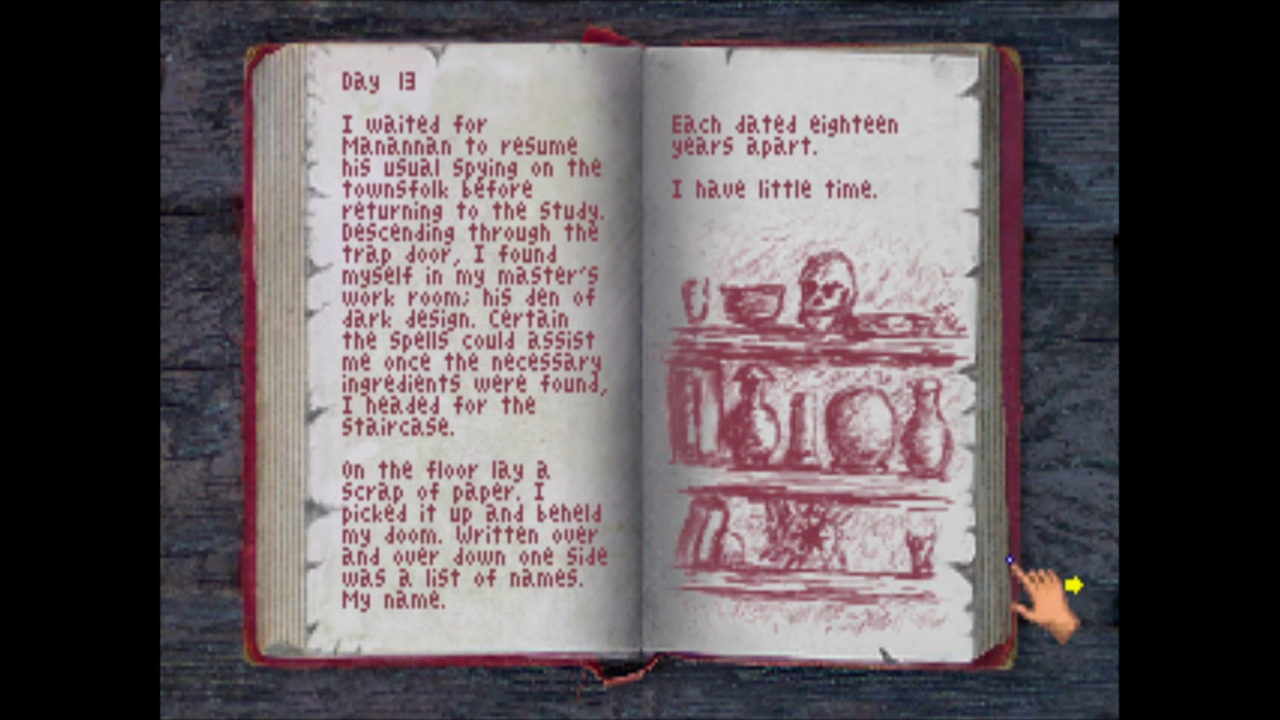 Day 13
I waited for
Manannan to resume
his usual spying on the
townsfolk before
returning to the study.
Descending through the
trap door, I found
myself in my master's
work room; his den of
dark design. Certain
the spells could assist
me once the necessary
ingredients were found,
I headed for the
staircase.
On the floor lay a
scrap of paper. I
picked it up and beheld
my doom. Written over
and over down one side
was a list of names.
My name.
Each dated eighteen
years apart.
I have little time.